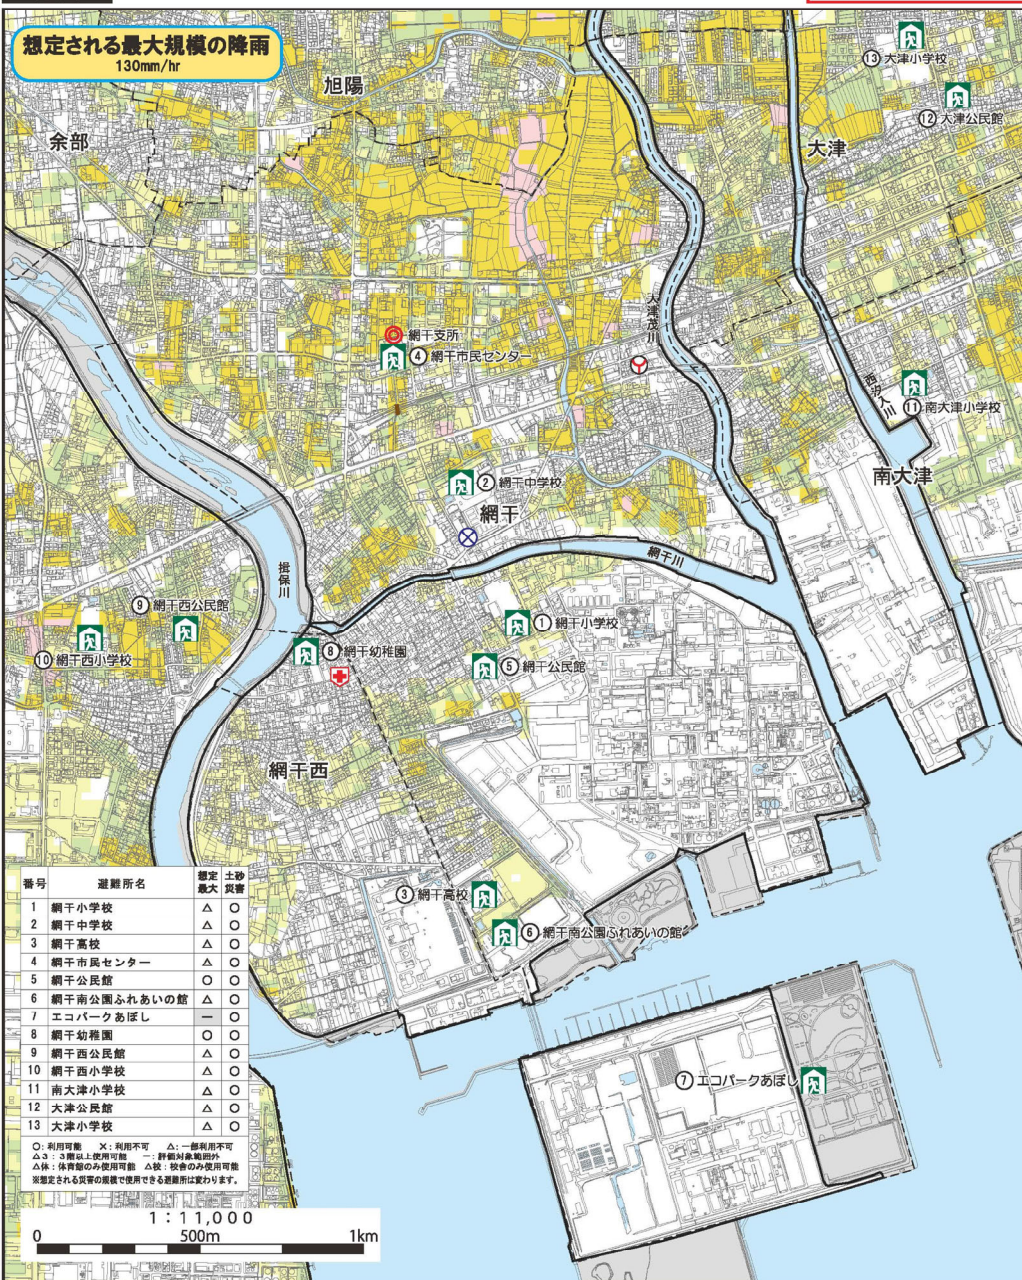 想定される最大規模の降雨
130mm/hr
⑬ 大津小学校
旭陽
⑫ 大津公民館
余部
大津
大津茂川
網干支所
④ 網干市民センター
西汐入川
⑪ 南大津小学校
② 網干中学校
南大津
網干
網干川
揖保川
⑨ 網干西公民館
① 網干小学校
⑧ 網干幼稚園
⑩ 網干西小学校
⑤ 網干公民館
網干西
③ 網干高校
⑥ 網干南公園ふれあいの館
⑦ エコパークあぼし
番号 避難所名 想定最大 土砂災害
1 網干小学校 △ ○
2 網干中学校 △ ○
3 網干高校 △ ○
4 網干市民センター △ ○
5 網干公民館 ○ ○
6 網干南公園ふれあいの館 △ ○
7 エコパークあぼし － ○
8 網干幼稚園 ○ ○
9 網干西公民館 △ ○
10 網干西小学校 △ ○
11 南大津小学校 △ ○
12 大津公民館 △ ○
13 大津小学校 △ ○
○：利用可能 ×：利用不可 △：一部利用不可
△3：3階以上使用可能 －：評価対象範囲外
△体：体育館のみ使用可能 △校：校舎のみ使用可能
※想定される災害の規模で使用できる避難所は変わります。
1：11,000
0 500m 1km